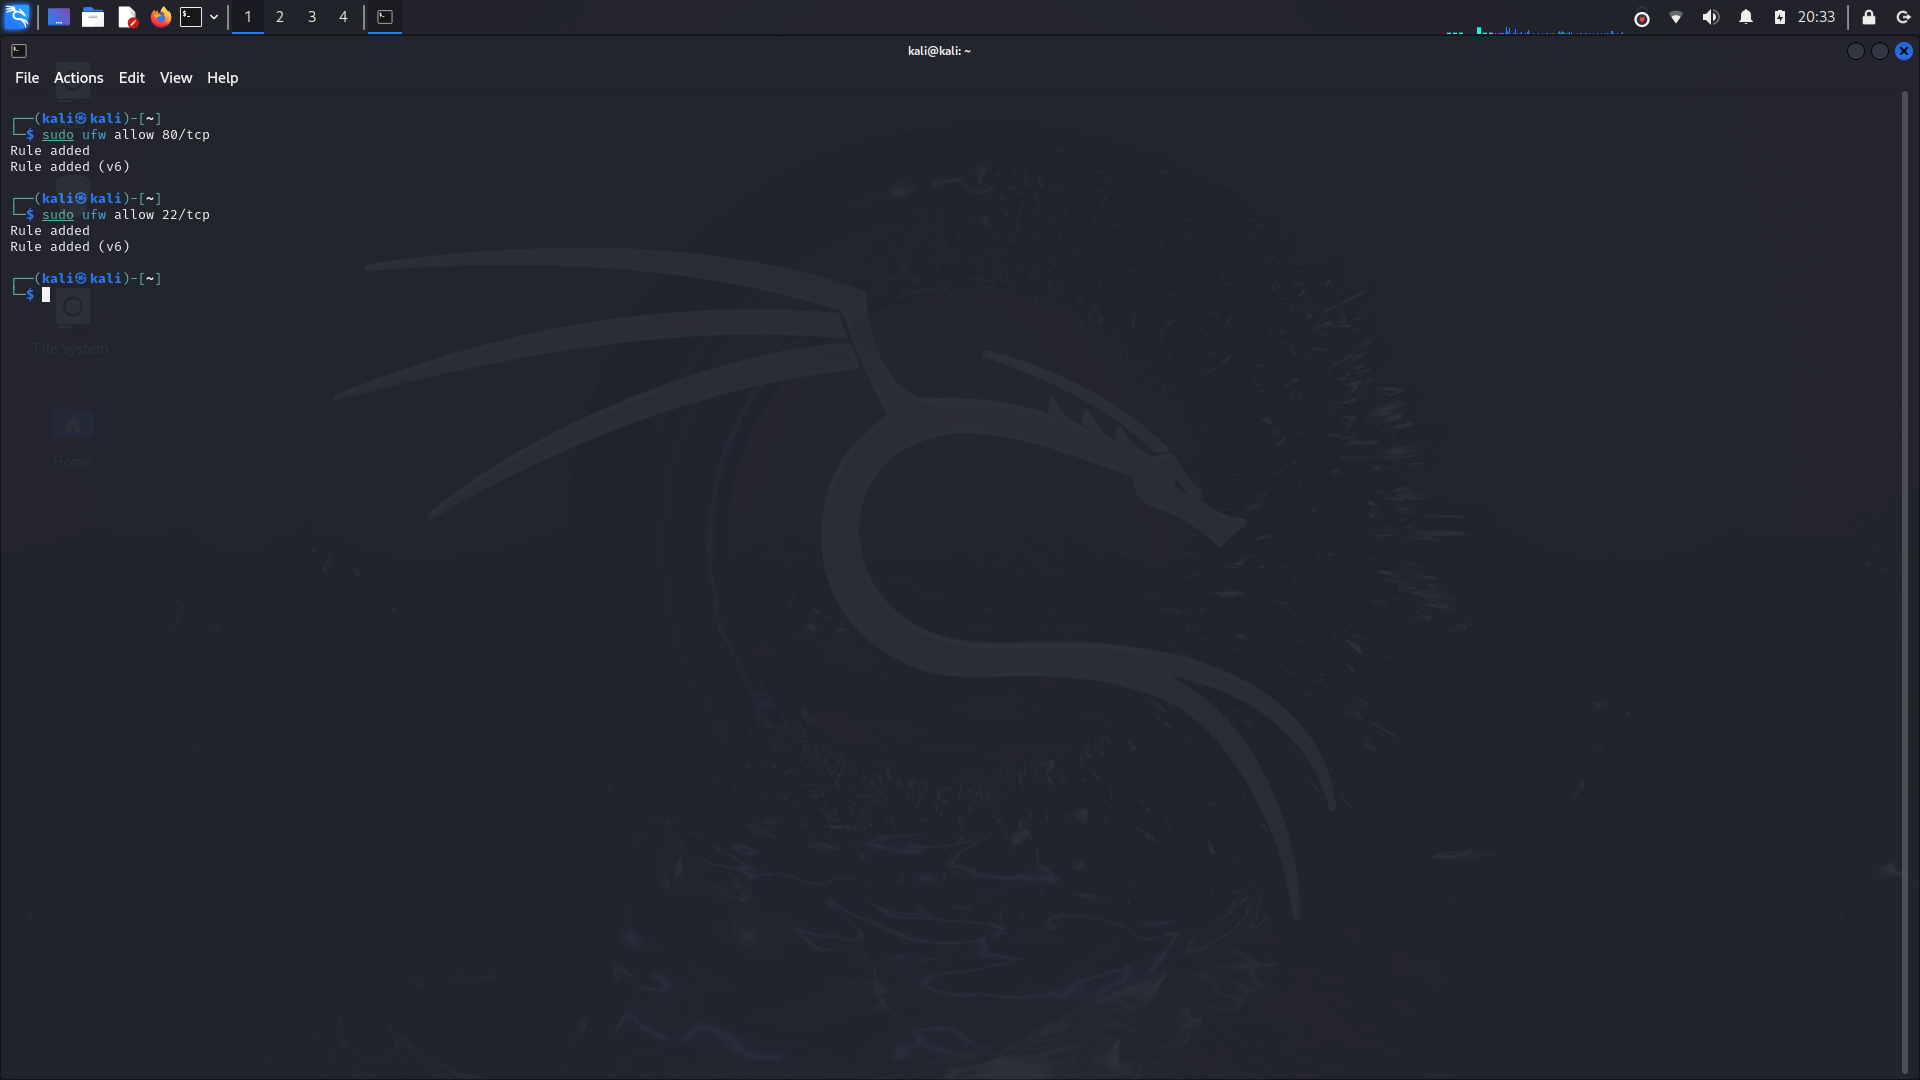 1 2 3 4 20:33
kali@kali: ~
File Actions Edit View Help
┌──(kali㉿kali)-[~]
└─$ sudo ufw allow 80/tcp
Rule added
Rule added (v6)
┌──(kali㉿kali)-[~]
└─$ sudo ufw allow 22/tcp
Rule added
Rule added (v6)
┌──(kali㉿kali)-[~]
└─$
File System
Home